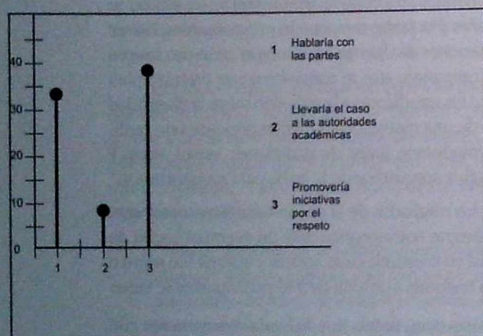 40
30
20
10
0
1 2 3
1 Hablaría con
las partes
2 Llevaría el caso
a las autoridades
académicas
3 Promovería
iniciativas
por el
respeto